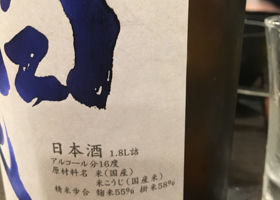 日本酒 1.8L詰
アルコール分16度
原材料名 米(国産)
米こうじ(国産米)
精米歩合 麹米55% 掛米58%